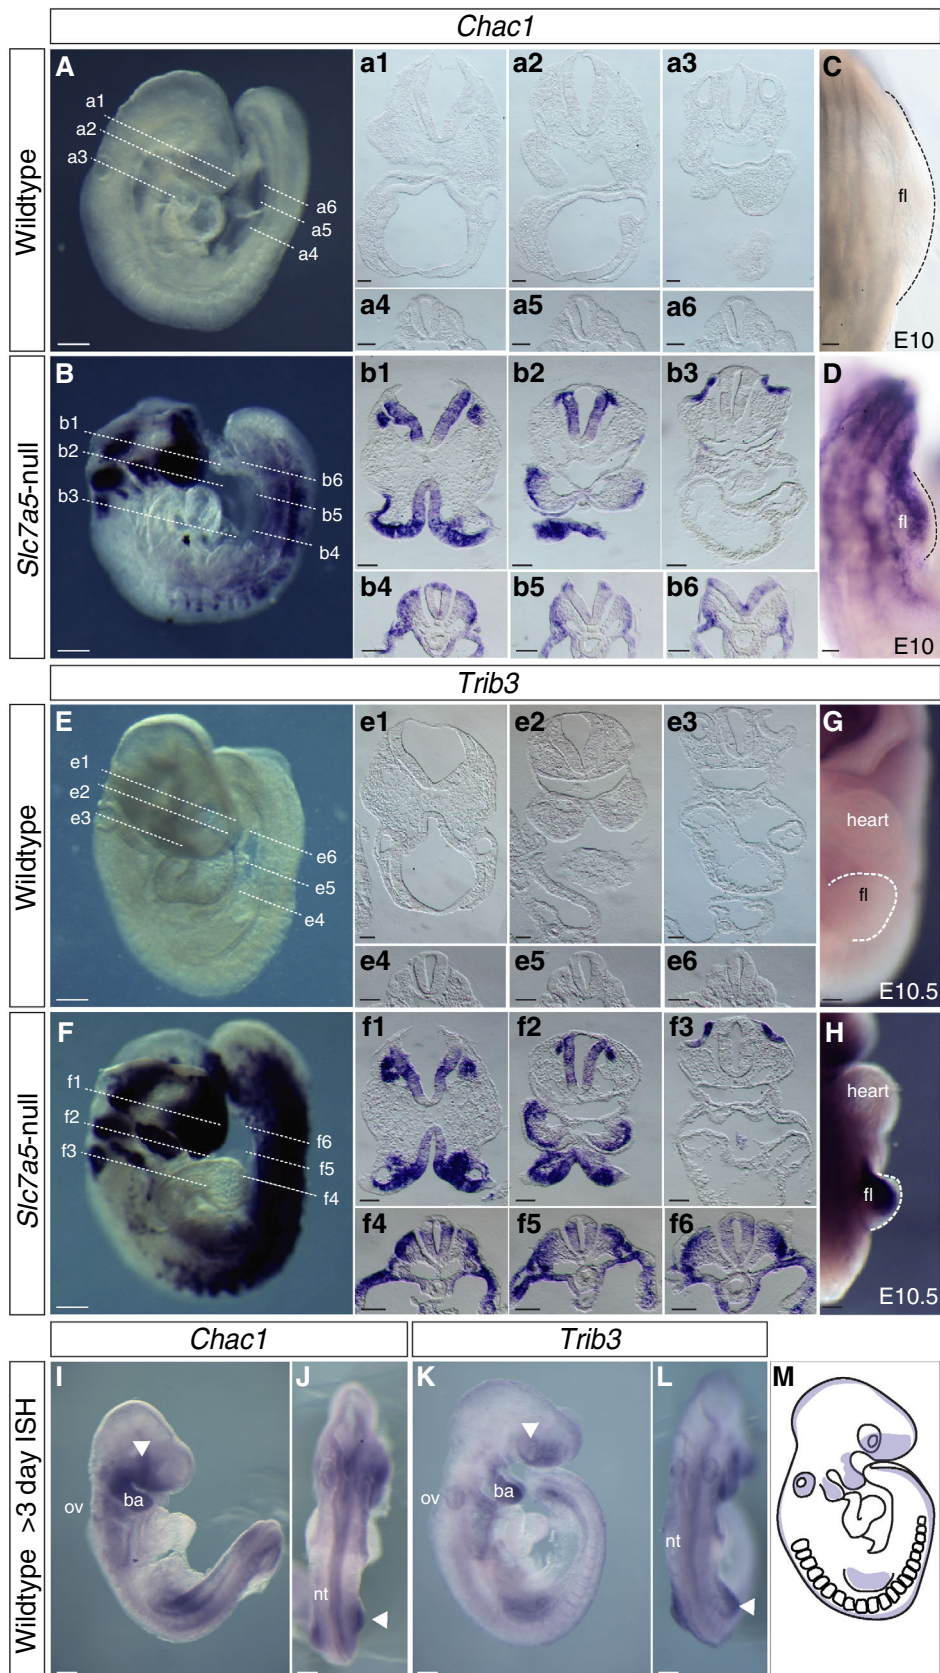 Chac1
Wildtype
A
a1
a2
a3
a6
a5
a4
a1
a2
a3
a4
a5
a6
C
fl
E10
Slc7a5-null
B
b1
b2
b3
b6
b5
b4
b1
b2
b3
b4
b5
b6
D
fl
E10
Trib3
Wildtype
E
e1
e2
e3
e6
e5
e4
e1
e2
e3
e4
e5
e6
G
heart
fl
E10.5
Slc7a5-null
F
f1
f2
f3
f6
f5
f4
f1
f2
f3
f4
f5
f6
H
heart
fl
E10.5
Chac1
Trib3
Wildtype >3 day ISH
I
ov
ba
J
nt
K
ov
ba
L
nt
M